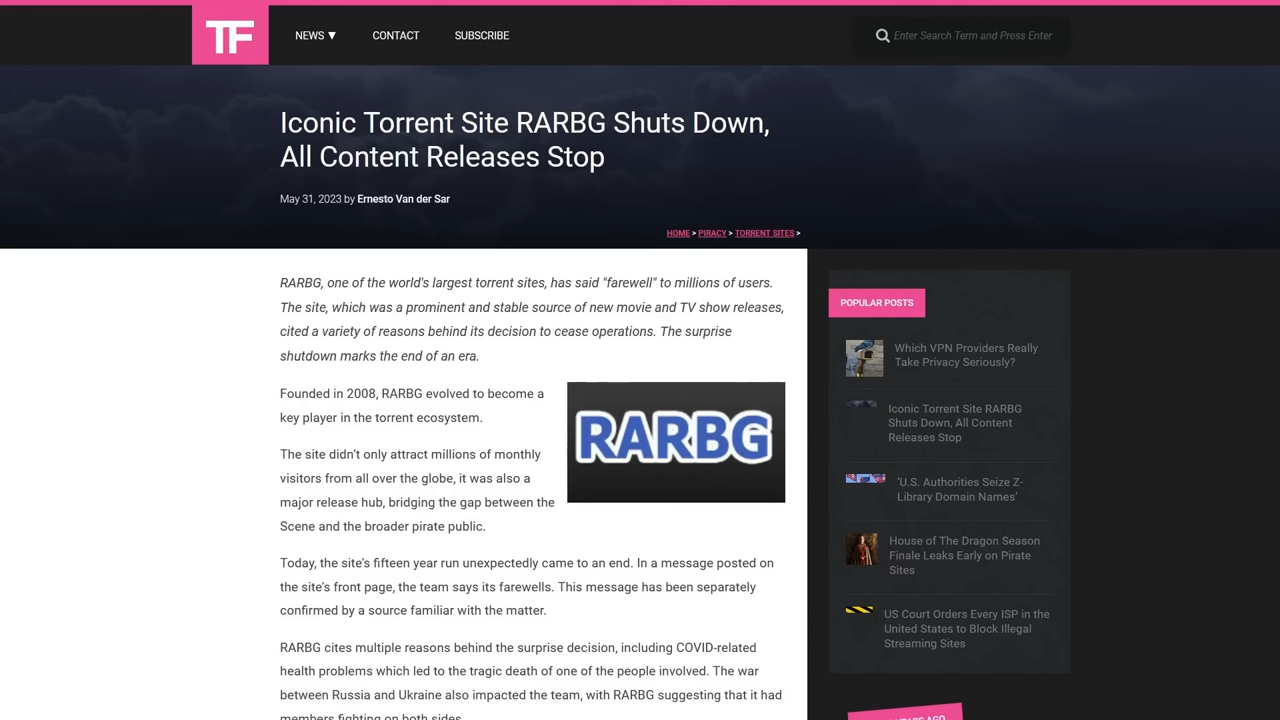 TF
NEWS ▼
CONTACT
SUBSCRIBE
Enter Search Term and Press Enter
Iconic Torrent Site RARBG Shuts Down,
All Content Releases Stop
May 31, 2023 by Ernesto Van der Sar
HOME > PIRACY > TORRENT SITES >
RARBG, one of the world's largest torrent sites, has said "farewell" to millions of users.
The site, which was a prominent and stable source of new movie and TV show releases,
cited a variety of reasons behind its decision to cease operations. The surprise
shutdown marks the end of an era.
Founded in 2008, RARBG evolved to become a
key player in the torrent ecosystem.
RARBG
The site didn’t only attract millions of monthly
visitors from all over the globe, it was also a
major release hub, bridging the gap between the
Scene and the broader pirate public.
Today, the site’s fifteen year run unexpectedly came to an end. In a message posted on
the site’s front page, the team says its farewells. This message has been separately
confirmed by a source familiar with the matter.
RARBG cites multiple reasons behind the surprise decision, including COVID-related
health problems which led to the tragic death of one of the people involved. The war
between Russia and Ukraine also impacted the team, with RARBG suggesting that it had
members fighting on both sides.
POPULAR POSTS
Which VPN Providers Really
Take Privacy Seriously?
Iconic Torrent Site RARBG
Shuts Down, All Content
Releases Stop
‘U.S. Authorities Seize Z-
Library Domain Names’
House of The Dragon Season
Finale Leaks Early on Pirate
Sites
US Court Orders Every ISP in the
United States to Block Illegal
Streaming Sites
AGO